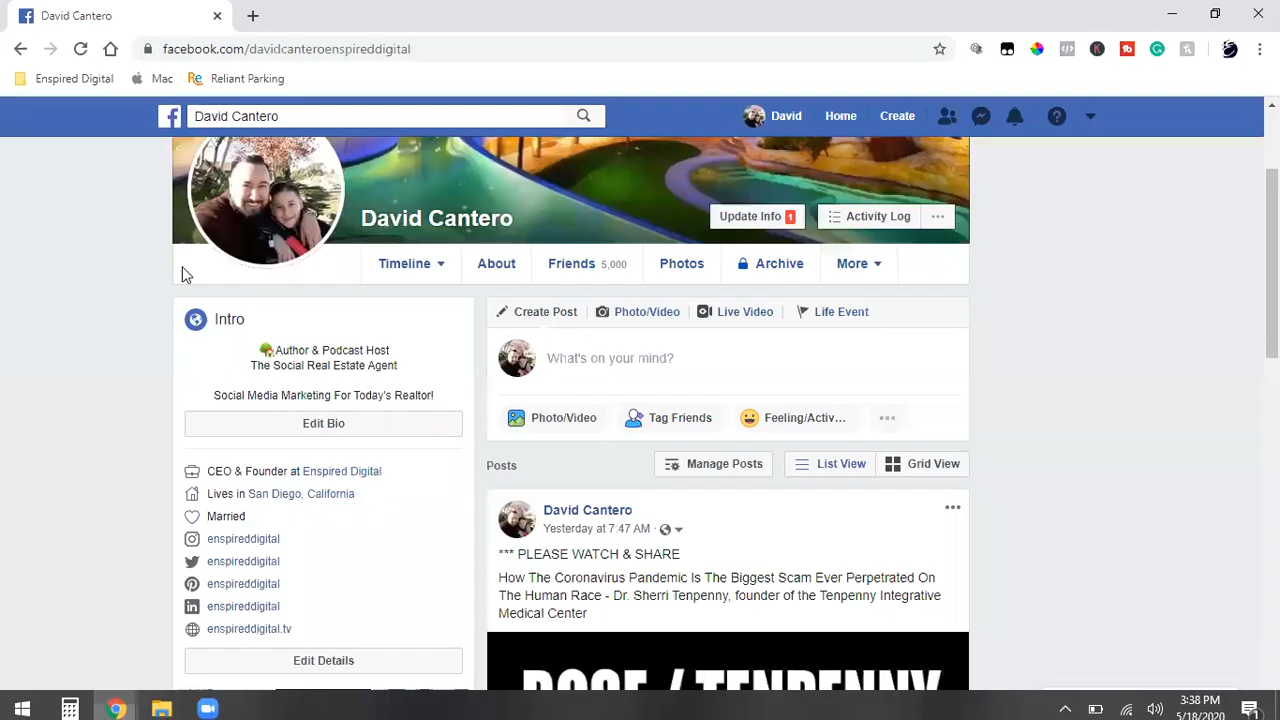 David Cantero
facebook.com/davidcanteroenspireddigital
Enspired Digital Mac Reliant Parking
David Cantero David Home Create
David Cantero Update Info 1 Activity Log
Timeline About Friends 5,000 Photos Archive More
Intro
Author & Podcast Host
The Social Real Estate Agent
Social Media Marketing For Today's Realtor!
Edit Bio
CEO & Founder at Enspired Digital
Lives in San Diego, California
Married
enspireddigital
enspireddigital
enspireddigital
enspireddigital
enspireddigital.tv
Edit Details
Create Post Photo/Video Live Video Life Event
What's on your mind?
Photo/Video Tag Friends Feeling/Activ...
Posts Manage Posts List View Grid View
David Cantero
Yesterday at 7:47 AM ·
*** PLEASE WATCH & SHARE
How The Coronavirus Pandemic Is The Biggest Scam Ever Perpetrated On
The Human Race - Dr. Sherri Tenpenny, founder of the Tenpenny Integrative
Medical Center
/ TENPENNY
3:38 PM
5/18/2020